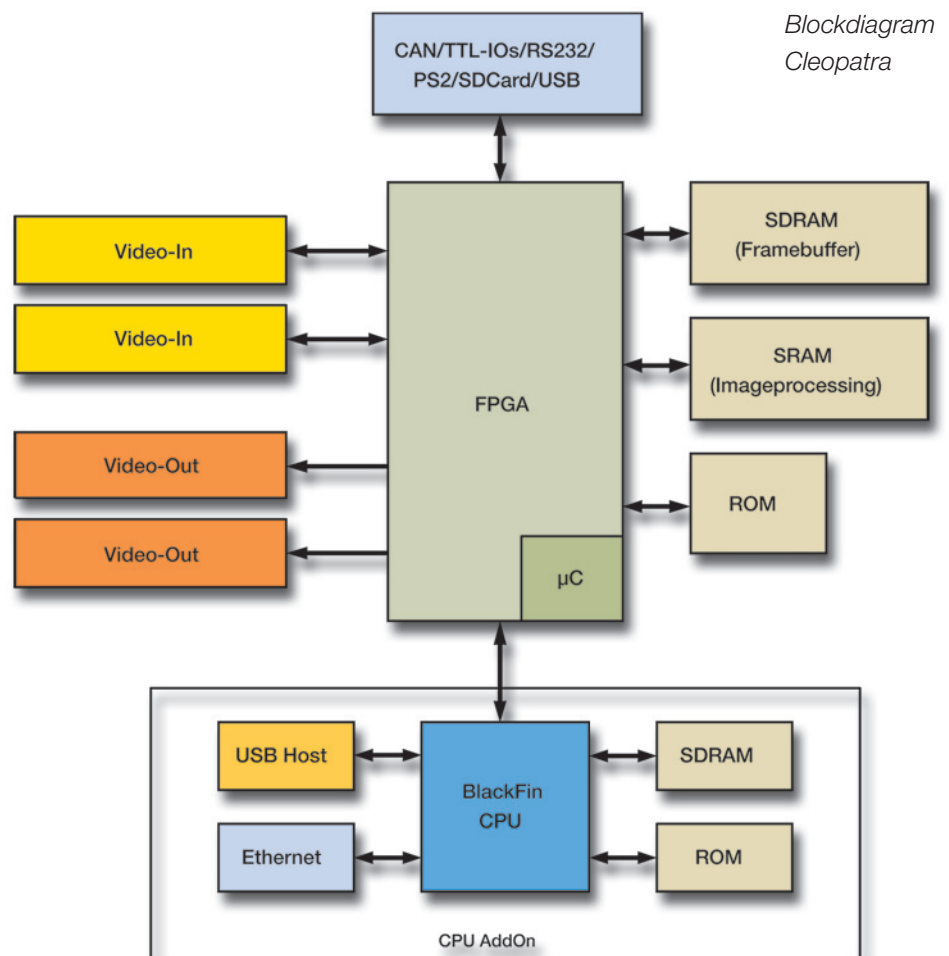 Blockdiagram
Cleopatra
CAN/TTL-IOs/RS232/
PS2/SDCard/USB
Video-In
Video-In
Video-Out
Video-Out
FPGA
µC
SDRAM
(Framebuffer)
SRAM
(Imageprocessing)
ROM
USB Host
Ethernet
BlackFin
CPU
SDRAM
ROM
CPU AddOn